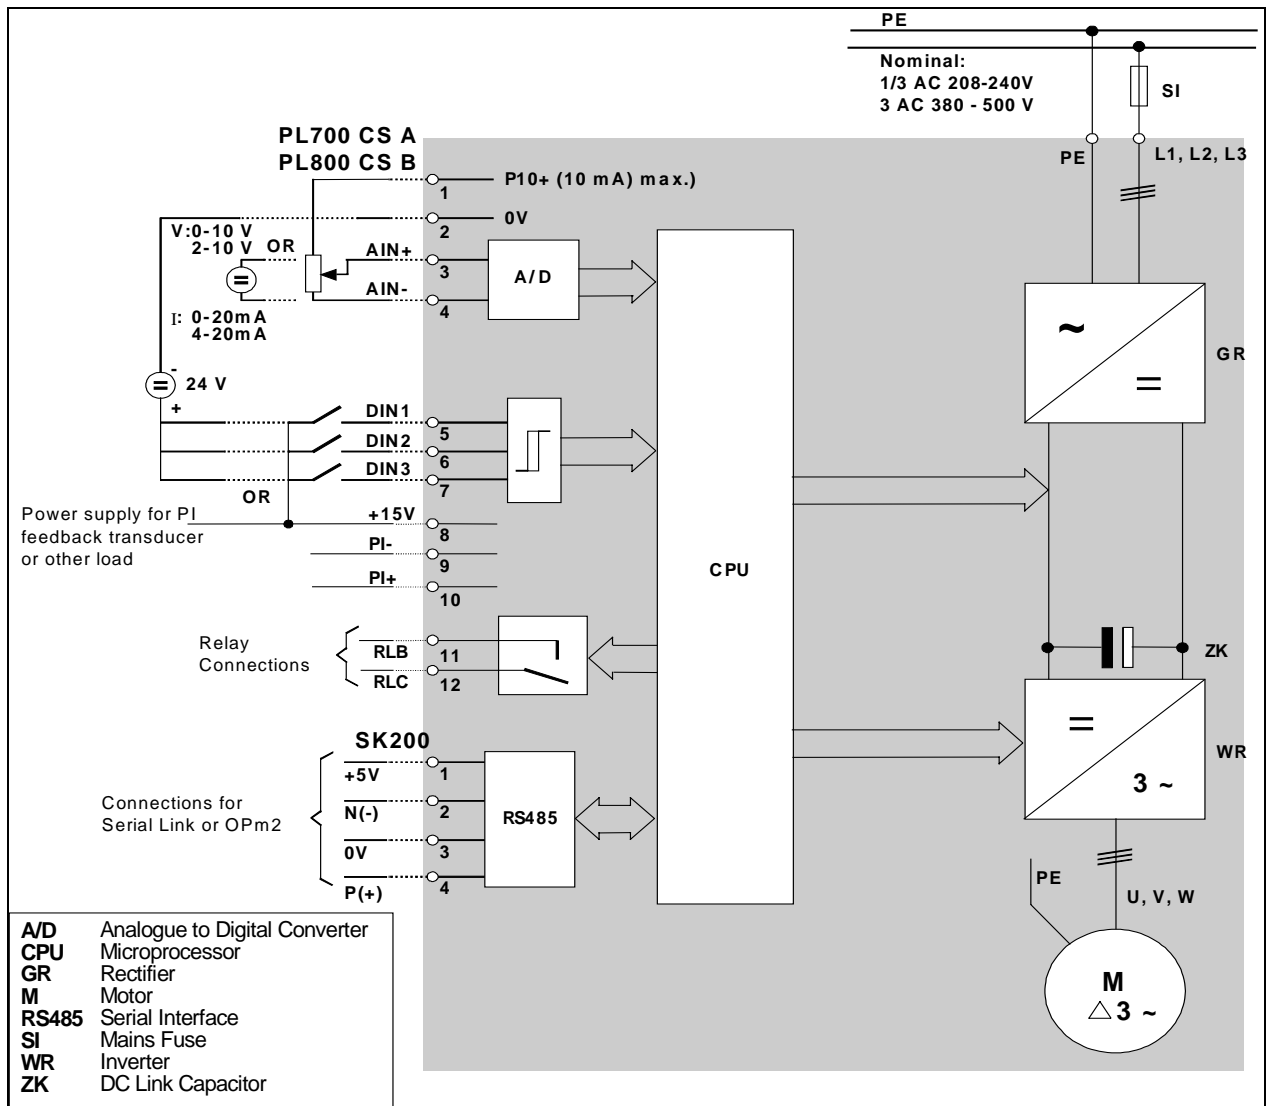 PE
Nominal:
1/3 AC 208-240V
3 AC 380 - 500 V
SI
PL700 CS A
PL800 CS B
PE
L1, L2, L3
P10+ (10 mA) max.)
1
0V
2
V:0-10 V
2-10 V
OR
AIN+
3
AIN-
4
A/D
I: 0-20mA
4-20mA
~
=
GR
-
=
24 V
+
DIN1
5
DIN2
6
DIN3
7
OR
Power supply for PI
feedback transducer
or other load
+15V
8
PI-
9
PI+
10
CPU
Relay
Connections
RLB
11
RLC
12
ZK
SK200
+5V
1
N(-)
2
0V
3
P(+)
4
Connections for
Serial Link or OPm2
RS485
=
3 ~
WR
PE
U, V, W
M
△ 3 ~
A/D Analogue to Digital Converter
CPU Microprocessor
GR Rectifier
M Motor
RS485 Serial Interface
SI Mains Fuse
WR Inverter
ZK DC Link Capacitor